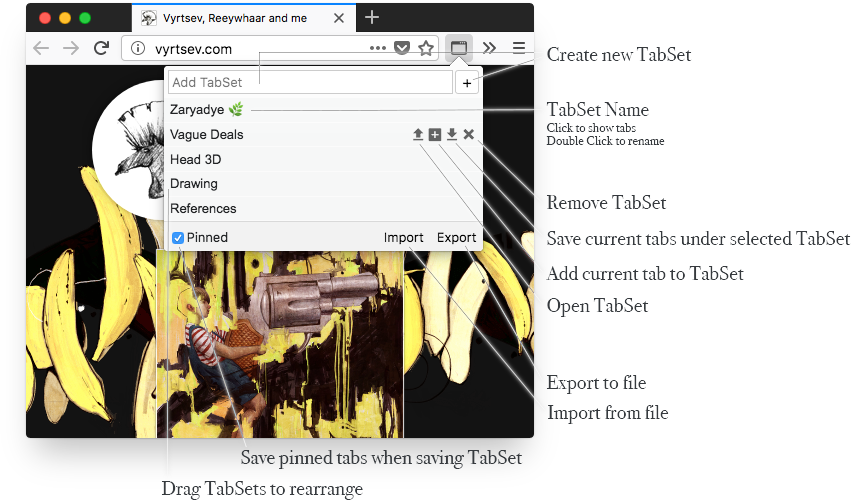 Vyrtsev, Reeywhaar and me
vyrtsev.com
Create new TabSet
Add TabSet
+
Zaryadye 🌿
TabSet Name
Click to show tabs
Double Click to rename
Vague Deals
Head 3D
Drawing
Remove TabSet
References
Pinned
Import
Export
Save current tabs under selected TabSet
Add current tab to TabSet
Open TabSet
Export to file
Import from file
Save pinned tabs when saving TabSet
Drag TabSets to rearrange